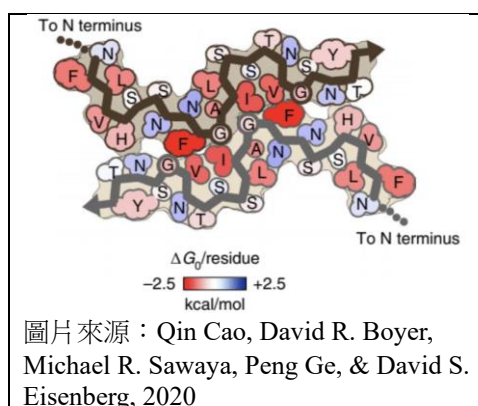 To N terminus
N S T N Y
F L S S
S S N L I V G N T
V H N A F
F G G N N H V
T N G V I A N S S
S S L L F
Y N T S N
To N terminus
ΔG₀/residue
−2.5 +2.5
kcal/mol
圖片來源：Qin Cao, David R. Boyer,
Michael R. Sawaya, Peng Ge, & David S.
Eisenberg, 2020